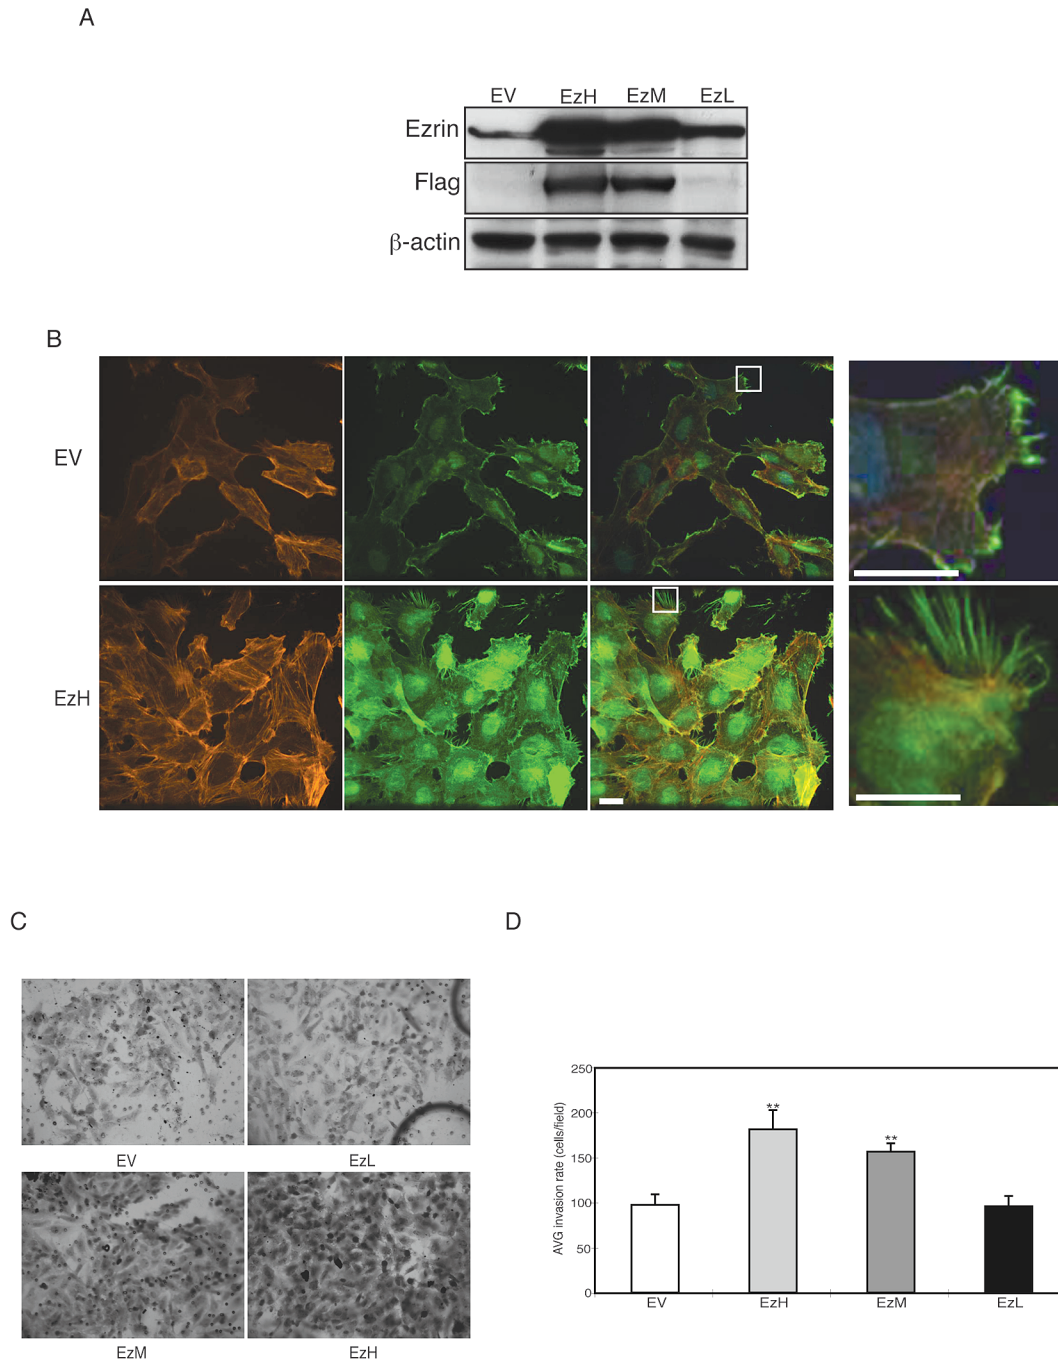 A
EV EzH EzM EzL
Ezrin
Flag
β-actin
B
EV
EzH
C
D
EV EzL
EzM EzH
AVG invasion rate (cells/field)
250
200
150
100
50
0
** **
EV EzH EzM EzL